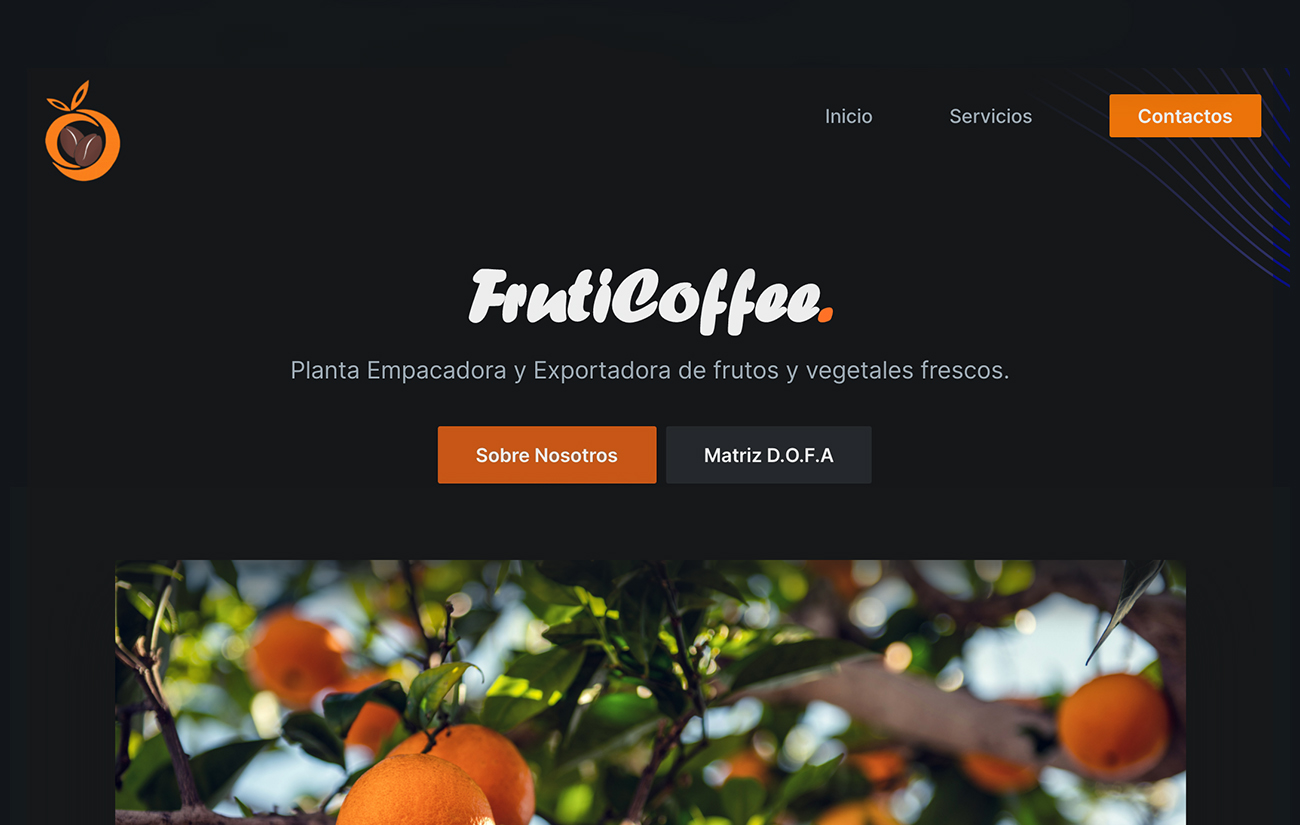 Inicio
Servicios
Contactos
FrutiCoffee.
Planta Empacadora y Exportadora de frutos y vegetales frescos.
Sobre Nosotros
Matriz D.O.F.A